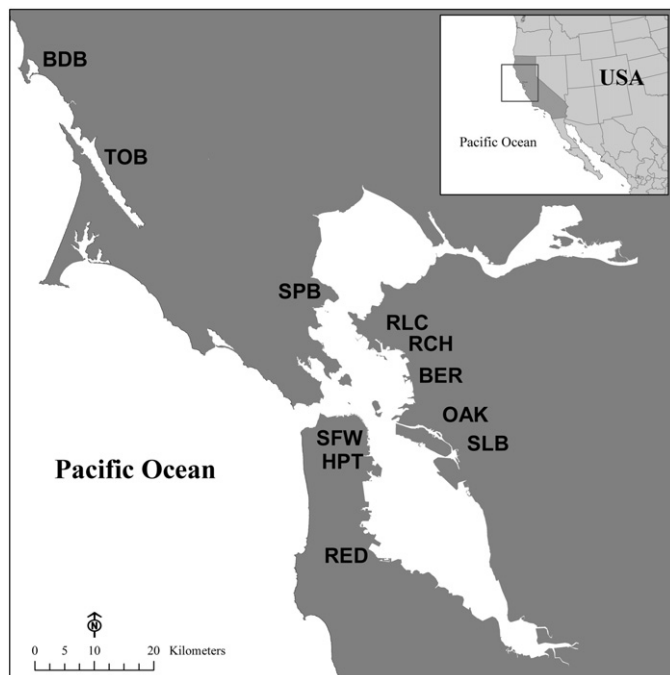 BDB
USA
Pacific Ocean
TOB
SPB
RLC
RCH
BER
OAK
SFW
SLB
HPT
Pacific Ocean
RED
N
0 5 10 20 Kilometers